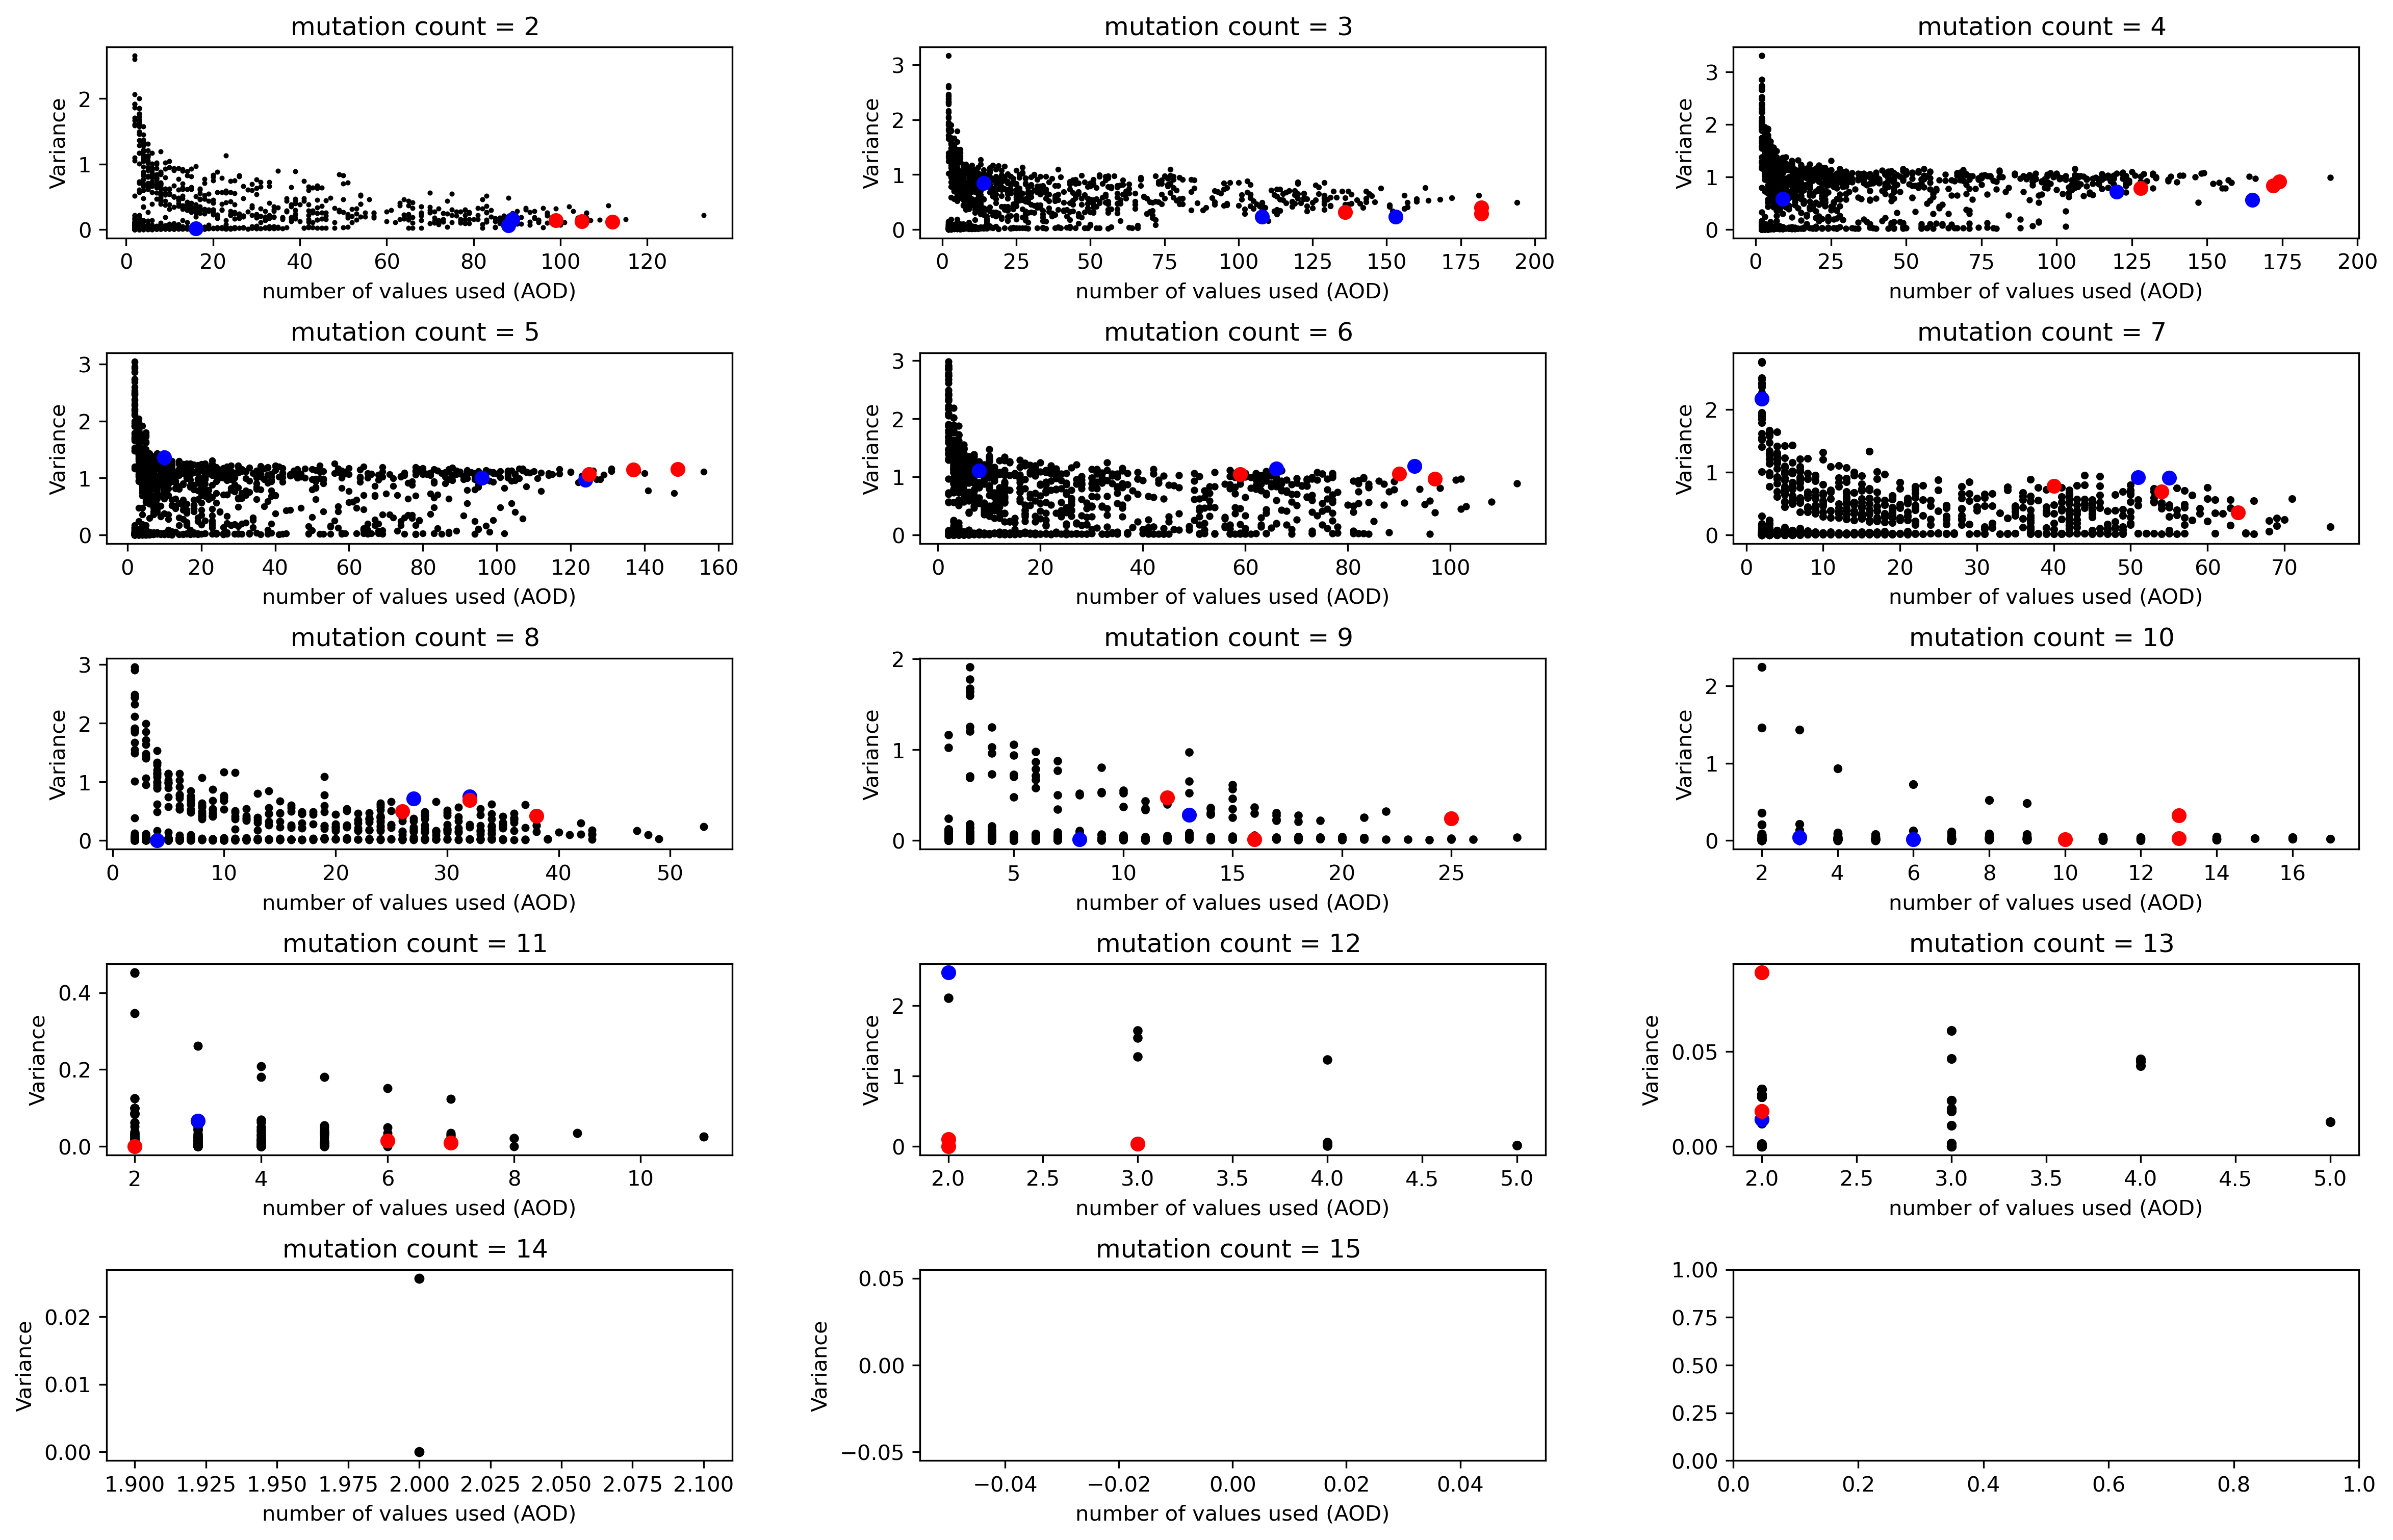 mutation count = 2
Variance
2
1
0
0 20 40 60 80 100 120
number of values used (AOD)
mutation count = 3
Variance
3
2
1
0
0 25 50 75 100 125 150 175 200
number of values used (AOD)
mutation count = 4
Variance
3
2
1
0
0 25 50 75 100 125 150 175 200
number of values used (AOD)
mutation count = 5
Variance
3
2
1
0
0 20 40 60 80 100 120 140 160
number of values used (AOD)
mutation count = 6
Variance
3
2
1
0
0 20 40 60 80 100
number of values used (AOD)
mutation count = 7
Variance
2
1
0
0 10 20 30 40 50 60 70
number of values used (AOD)
mutation count = 8
Variance
3
2
1
0
0 10 20 30 40 50
number of values used (AOD)
mutation count = 9
Variance
2
1
0
5 10 15 20 25
number of values used (AOD)
mutation count = 10
Variance
2
1
0
2 4 6 8 10 12 14 16
number of values used (AOD)
mutation count = 11
Variance
0.4
0.2
0.0
2 4 6 8 10
number of values used (AOD)
mutation count = 12
Variance
2
1
0
2.0 2.5 3.0 3.5 4.0 4.5 5.0
number of values used (AOD)
mutation count = 13
Variance
0.05
0.00
2.0 2.5 3.0 3.5 4.0 4.5 5.0
number of values used (AOD)
mutation count = 14
Variance
0.02
0.01
0.00
1.900 1.925 1.950 1.975 2.000 2.025 2.050 2.075 2.100
number of values used (AOD)
mutation count = 15
Variance
0.05
0.00
−0.05
−0.04 −0.02 0.00 0.02 0.04
number of values used (AOD)
1.00
0.75
0.50
0.25
0.00
0.0 0.2 0.4 0.6 0.8 1.0